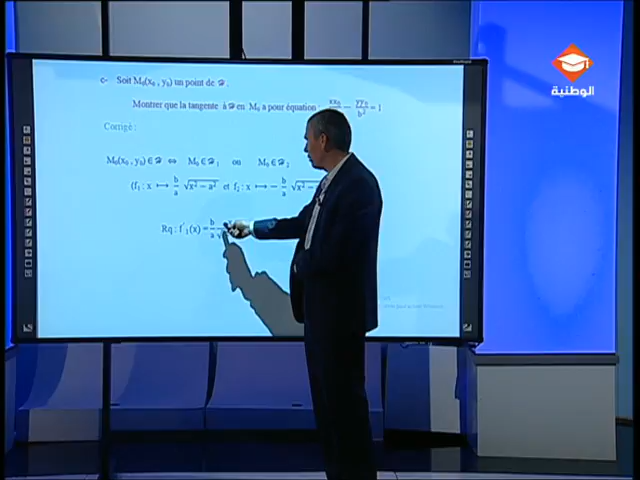 c- Soit M₀(x₀ , y₀) un point de ℋ .
Montrer que la tangente à ℋ en M₀ a pour équation : xx₀/a² − yy₀/b² = 1
Corrigé :
M₀(x₀ , y₀) ∈ ℋ ⇔ M₀ ∈ ℋ₁ ou M₀ ∈ ℋ₂
(f₁ : x ⟼ b/a √x² − a² et f₂ : x ⟼ − b/a √x²
Rq : f'₁(x) = b/a
الوطنية